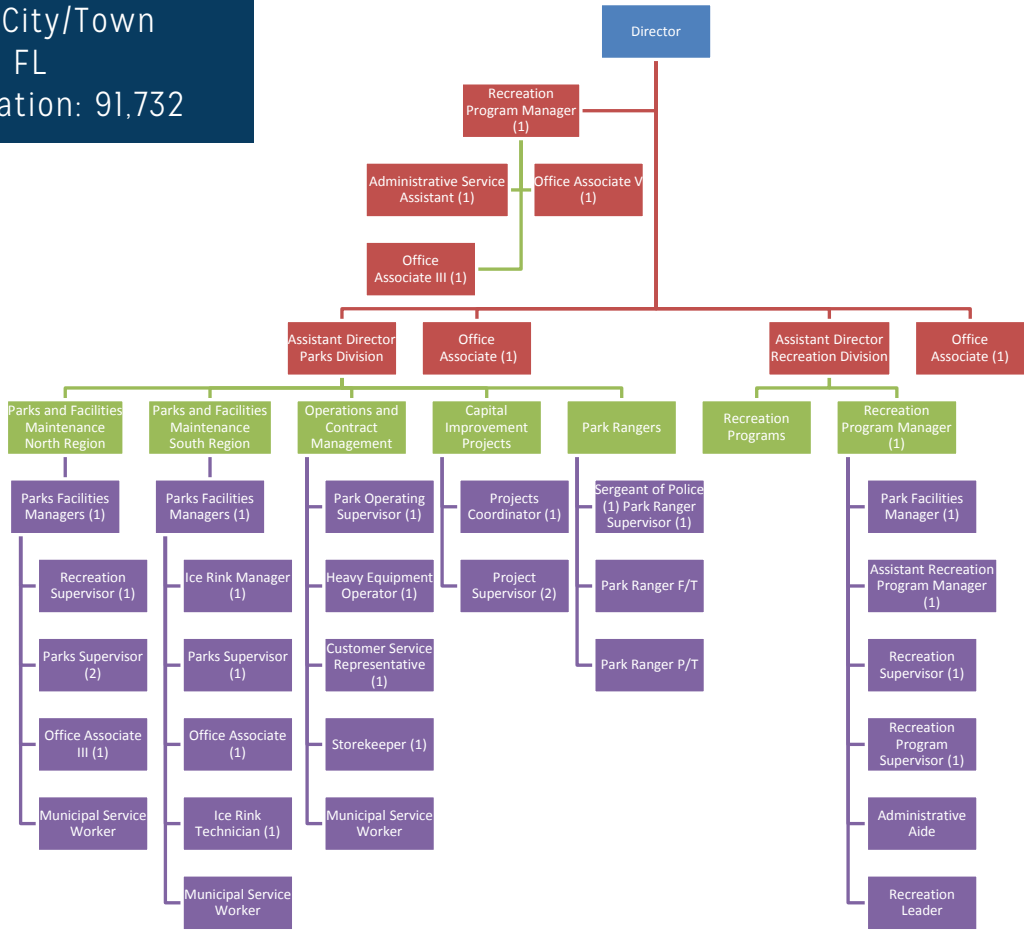 City/Town
FL
ation: 91,732
Director
Recreation
Program Manager
(1)
Administrative Service
Assistant (1)
Office Associate V
(1)
Office
Associate III (1)
Assistant Director
Parks Division
Office
Associate (1)
Assistant Director
Recreation Division
Office
Associate (1)
Parks and Facilities
Maintenance
North Region
Parks and Facilities
Maintenance
South Region
Operations and
Contract
Management
Capital
Improvement
Projects
Park Rangers
Recreation
Programs
Recreation
Program Manager
(1)
Parks Facilities
Managers (1)
Recreation
Supervisor (1)
Parks Supervisor
(2)
Office Associate
III (1)
Municipal Service
Worker
Parks Facilities
Managers (1)
Ice Rink Manager
(1)
Parks Supervisor
(1)
Office Associate
(1)
Ice Rink
Technician (1)
Municipal Service
Worker
Park Operating
Supervisor (1)
Heavy Equipment
Operator (1)
Customer Service
Representative
(1)
Storekeeper (1)
Municipal Service
Worker
Projects
Coordinator (1)
Project
Supervisor (2)
Sergeant of Police
(1) Park Ranger
Supervisor (1)
Park Ranger F/T
Park Ranger P/T
Park Facilities
Manager (1)
Assistant Recreation
Program Manager
(1)
Recreation
Supervisor (1)
Recreation
Program
Supervisor (1)
Administrative
Aide
Recreation
Leader